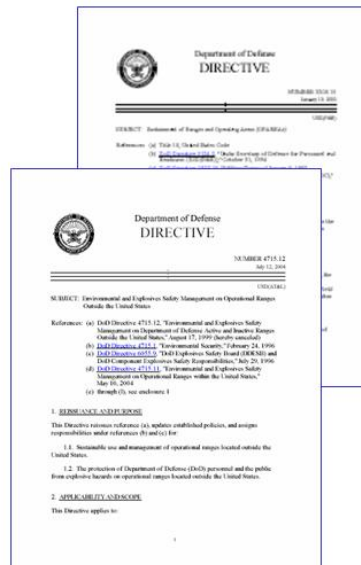 Department of Defense
DIRECTIVE
SUBJECT: Sustainment of Ranges and Operating Areas (OPAREAs)
References: (a) Title 10, United States Code
Department of Defense
DIRECTIVE
NUMBER 4715.12
July 12, 2004
USD(AT&L)
SUBJECT: Environmental and Explosives Safety Management on Operational Ranges
Outside the United States
References: (a) DoD Directive 4715.12, "Environmental and Explosives Safety
Management on Department of Defense Active and Inactive Ranges
Outside the United States," August 17, 1999 (hereby canceled)
(b) DoD Directive 4715.1, "Environmental Security," February 24, 1996
(c) DoD Directive 6055.9, "DoD Explosives Safety Board (DDESB) and
DoD Component Explosives Safety Responsibilities," July 29, 1996
(d) DoD Directive 4715.11, "Environmental and Explosives Safety
Management on Operational Ranges within the United States,"
May 10, 2004
(e) through (l), see enclosure 1
1. REISSUANCE AND PURPOSE
This Directive reissues reference (a), updates established policies, and assigns
responsibilities under references (b) and (c) for:
1.1. Sustainable use and management of operational ranges located outside the
United States.
1.2. The protection of Department of Defense (DoD) personnel and the public
from explosive hazards on operational ranges located outside the United States.
2. APPLICABILITY AND SCOPE
This Directive applies to:
1